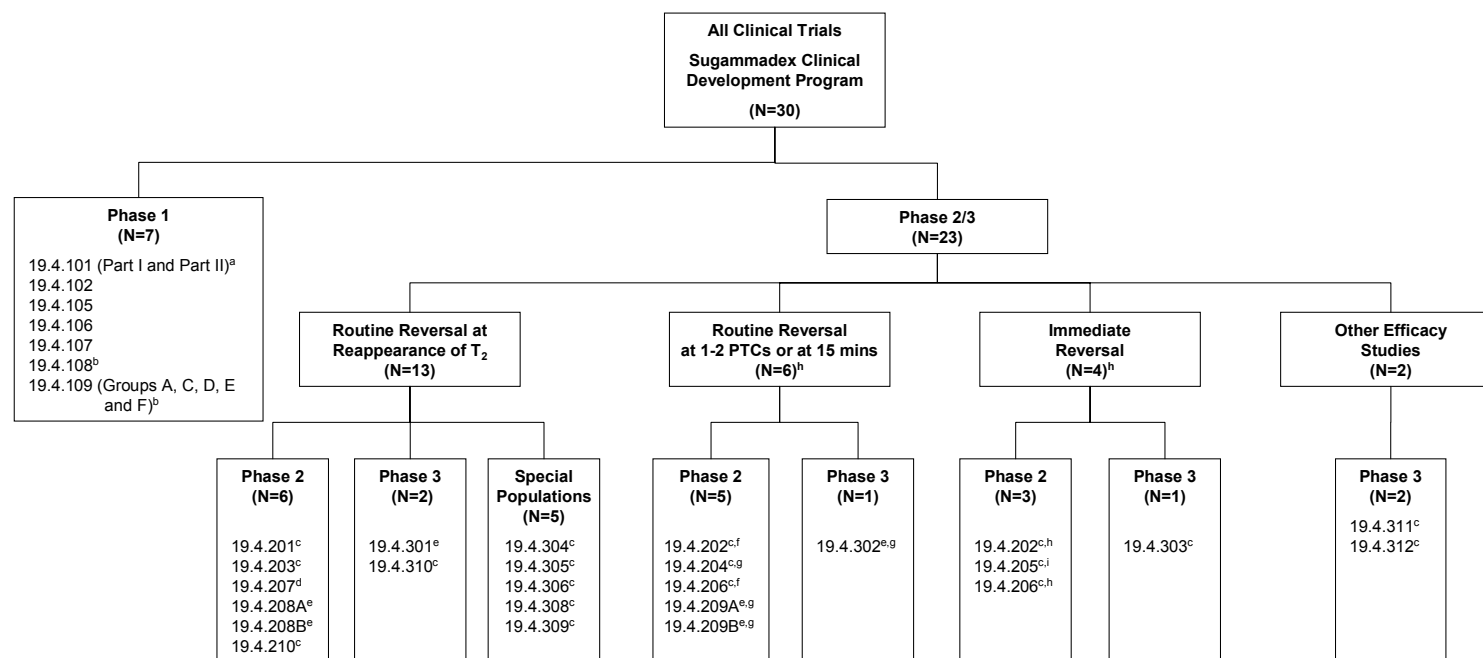 All Clinical Trials
Sugammadex Clinical
Development Program
(N=30)
Phase 1
(N=7)
19.4.101 (Part I and Part II)a
19.4.102
19.4.105
19.4.106
19.4.107
19.4.108b
19.4.109 (Groups A, C, D, E
and F)b
Phase 2/3
(N=23)
Routine Reversal at
Reappearance of T2
(N=13)
Routine Reversal
at 1-2 PTCs or at 15 mins
(N=6)h
Immediate
Reversal
(N=4)h
Other Efficacy
Studies
(N=2)
Phase 2
(N=6)
19.4.201c
19.4.203c
19.4.207d
19.4.208Ae
19.4.208Be
19.4.210c
Phase 3
(N=2)
19.4.301e
19.4.310c
Special
Populations
(N=5)
19.4.304c
19.4.305c
19.4.306c
19.4.308c
19.4.309c
Phase 2
(N=5)
19.4.202c,f
19.4.204c,g
19.4.206c,f
19.4.209Ae,g
19.4.209Be,g
Phase 3
(N=1)
19.4.302e,g
Phase 2
(N=3)
19.4.202c,h
19.4.205c,i
19.4.206c,h
Phase 3
(N=1)
19.4.303c
Phase 3
(N=2)
19.4.311c
19.4.312c